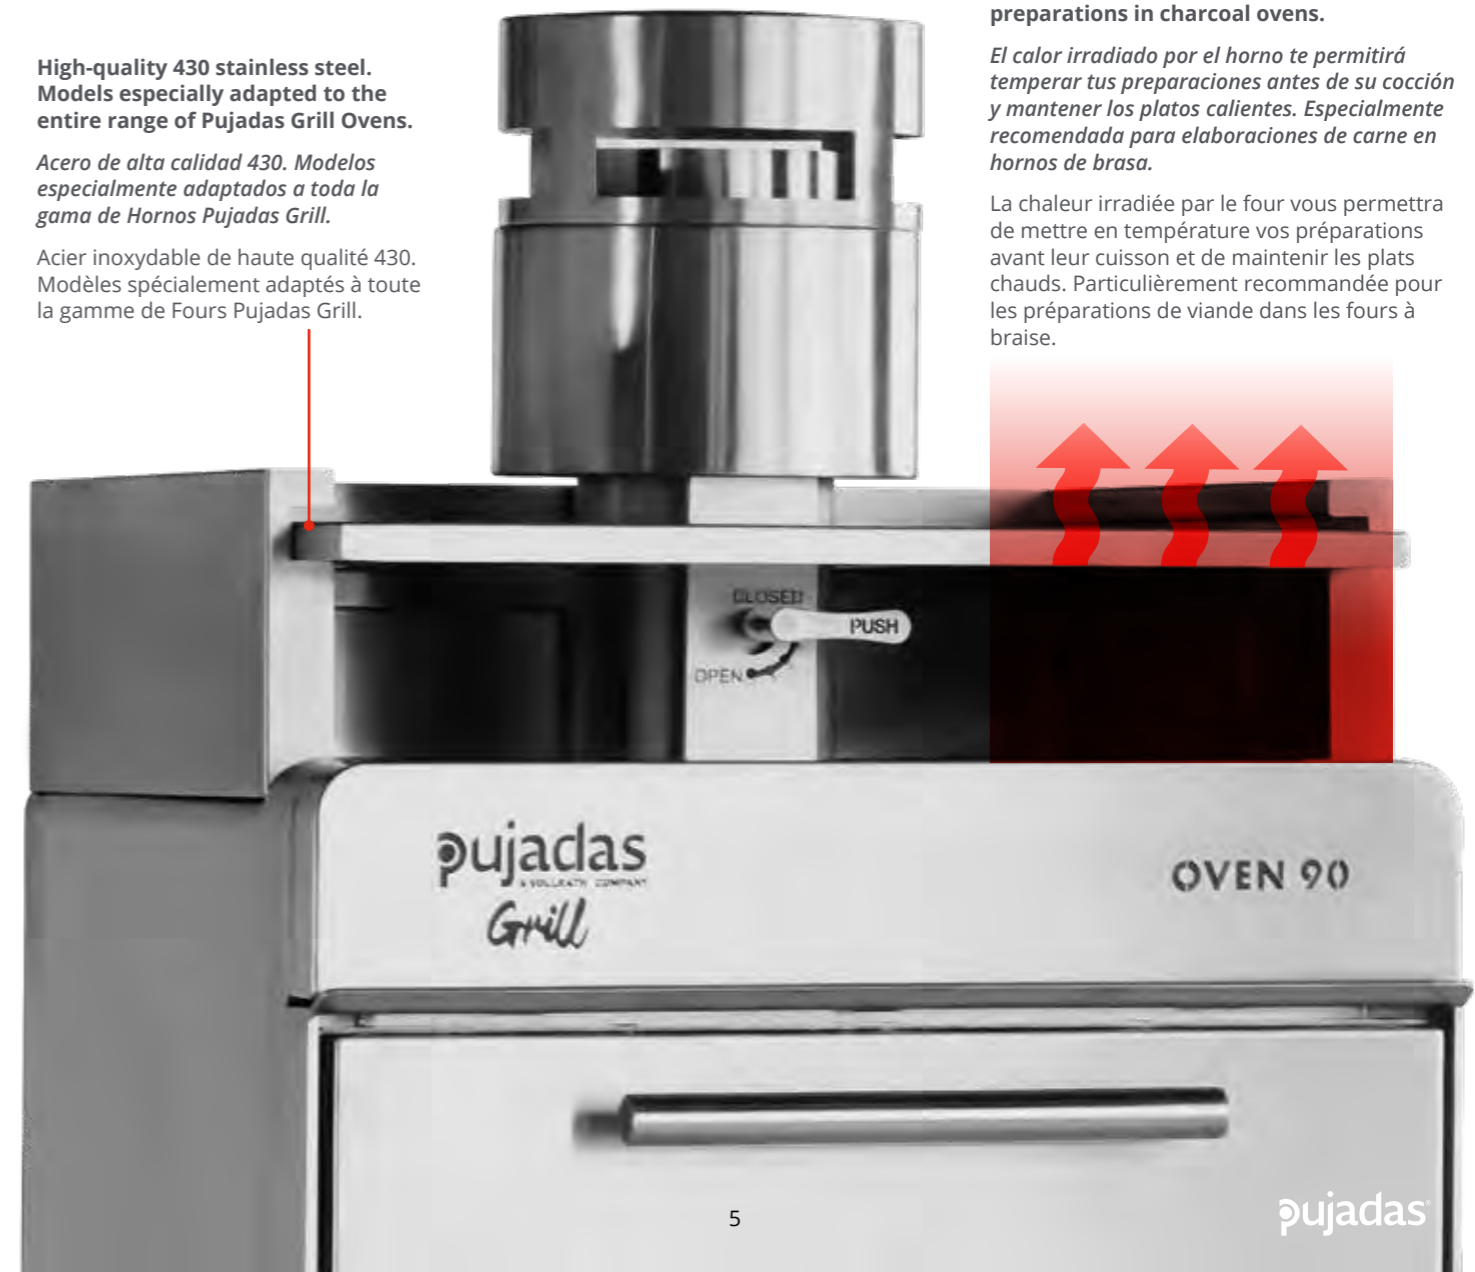 High-quality 430 stainless steel.
Models especially adapted to the
entire range of Pujadas Grill Ovens.
Acero de alta calidad 430. Modelos
especialmente adaptados a toda la
gama de Hornos Pujadas Grill.
Acier inoxydable de haute qualité 430.
Modèles spécialement adaptés à toute
la gamme de Fours Pujadas Grill.
preparations in charcoal ovens.
El calor irradiado por el horno te permitirá
temperar tus preparaciones antes de su cocción
y mantener los platos calientes. Especialmente
recomendada para elaboraciones de carne en
hornos de brasa.
La chaleur irradiée par le four vous permettra
de mettre en température vos préparations
avant leur cuisson et de maintenir les plats
chauds. Particulièrement recommandée pour
les préparations de viande dans les fours à
braise.
CLOSED
PUSH
OPEN
pujadas
A VOLLRATH COMPANY
Grill
OVEN 90
5
pujadas